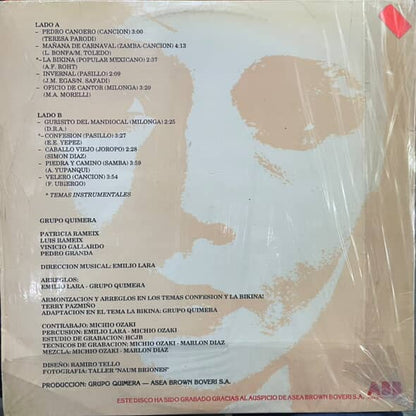 LADO A
– PEDRO CANOERO (CANCION) 3:00
(TERESA PARODI)
– MAÑANA DE CARNAVAL (ZAMBA-CANCION) 4:13
(L. BONFA/M. TOLEDO)
*– LA BIKINA (POPULAR MEXICANO) 2:37
(A.F. ROHT)
– INVERNAL (PASILLO) 2:09
(J.M. EGAS/N. SAFADI)
– OFICIO DE CANTOR (MILONGA) 3:20
(M.A. MORELLI)
LADO B
– GURISITO DEL MANDIOCAL (MILONGA) 2:25
(D.R.A.)
*– CONFESION (PASILLO) 3:27
(E.E. YEPEZ)
– CABALLO VIEJO (JOROPO) 2:28
(SIMON DIAZ)
– PIEDRA Y CAMINO (SAMBA) 3:59
(A. YUPANQUI)
– VELERO (CANCION) 3:54
(F. UBIERGO)
* TEMAS INSTRUMENTALES
GRUPO QUIMERA
PATRICIA RAMEIX
LUIS RAMEIX
VINICIO GALLARDO
PEDRO GRANDA
DIRECCION MUSICAL: EMILIO LARA
ARREGLOS:
EMILIO LARA - GRUPO QUIMERA
ARMONIZACION Y ARREGLOS EN LOS TEMAS CONFESION Y LA BIKINA:
TERRY PAZMIÑO
ADAPTACION EN EL TEMA LA BIKINA: GRUPO QUIMERA
CONTRABAJO: MICHIO OZAKI
PERCUSION: EMILIO LARA - MICHIO OZAKI
ESTUDIO DE GRABACION: HCJB
TECNICOS DE GRABACION: MICHIO OZAKI - MARLON DIAZ
MEZCLA: MICHIO OZAKI - MARLON DIAZ
DISEÑO: RAMIRO TELLO
FOTOGRAFIA: TALLER "NAUM BRIONES"
PRODUCCION: GRUPO QUIMERA — ASEA BROWN BOVERI S.A.
ABB
ESTE DISCO HA SIDO GRABADO GRACIAS AL AUSPICIO DE ASEA BROWN BOVERI S.A.